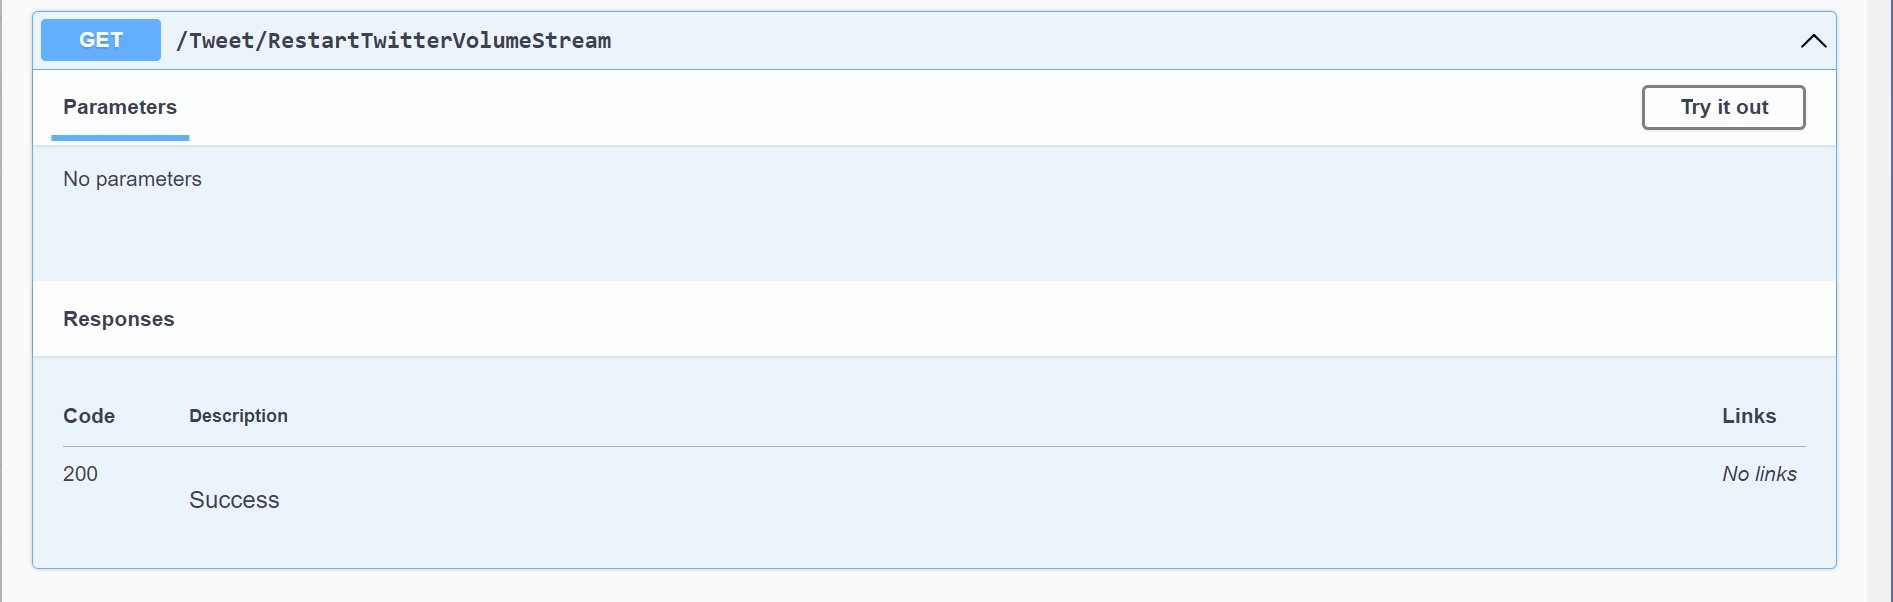 GET /Tweet/RestartTwitterVolumeStream
Parameters Try it out
No parameters
Responses
Code Description Links
200 No links
Success